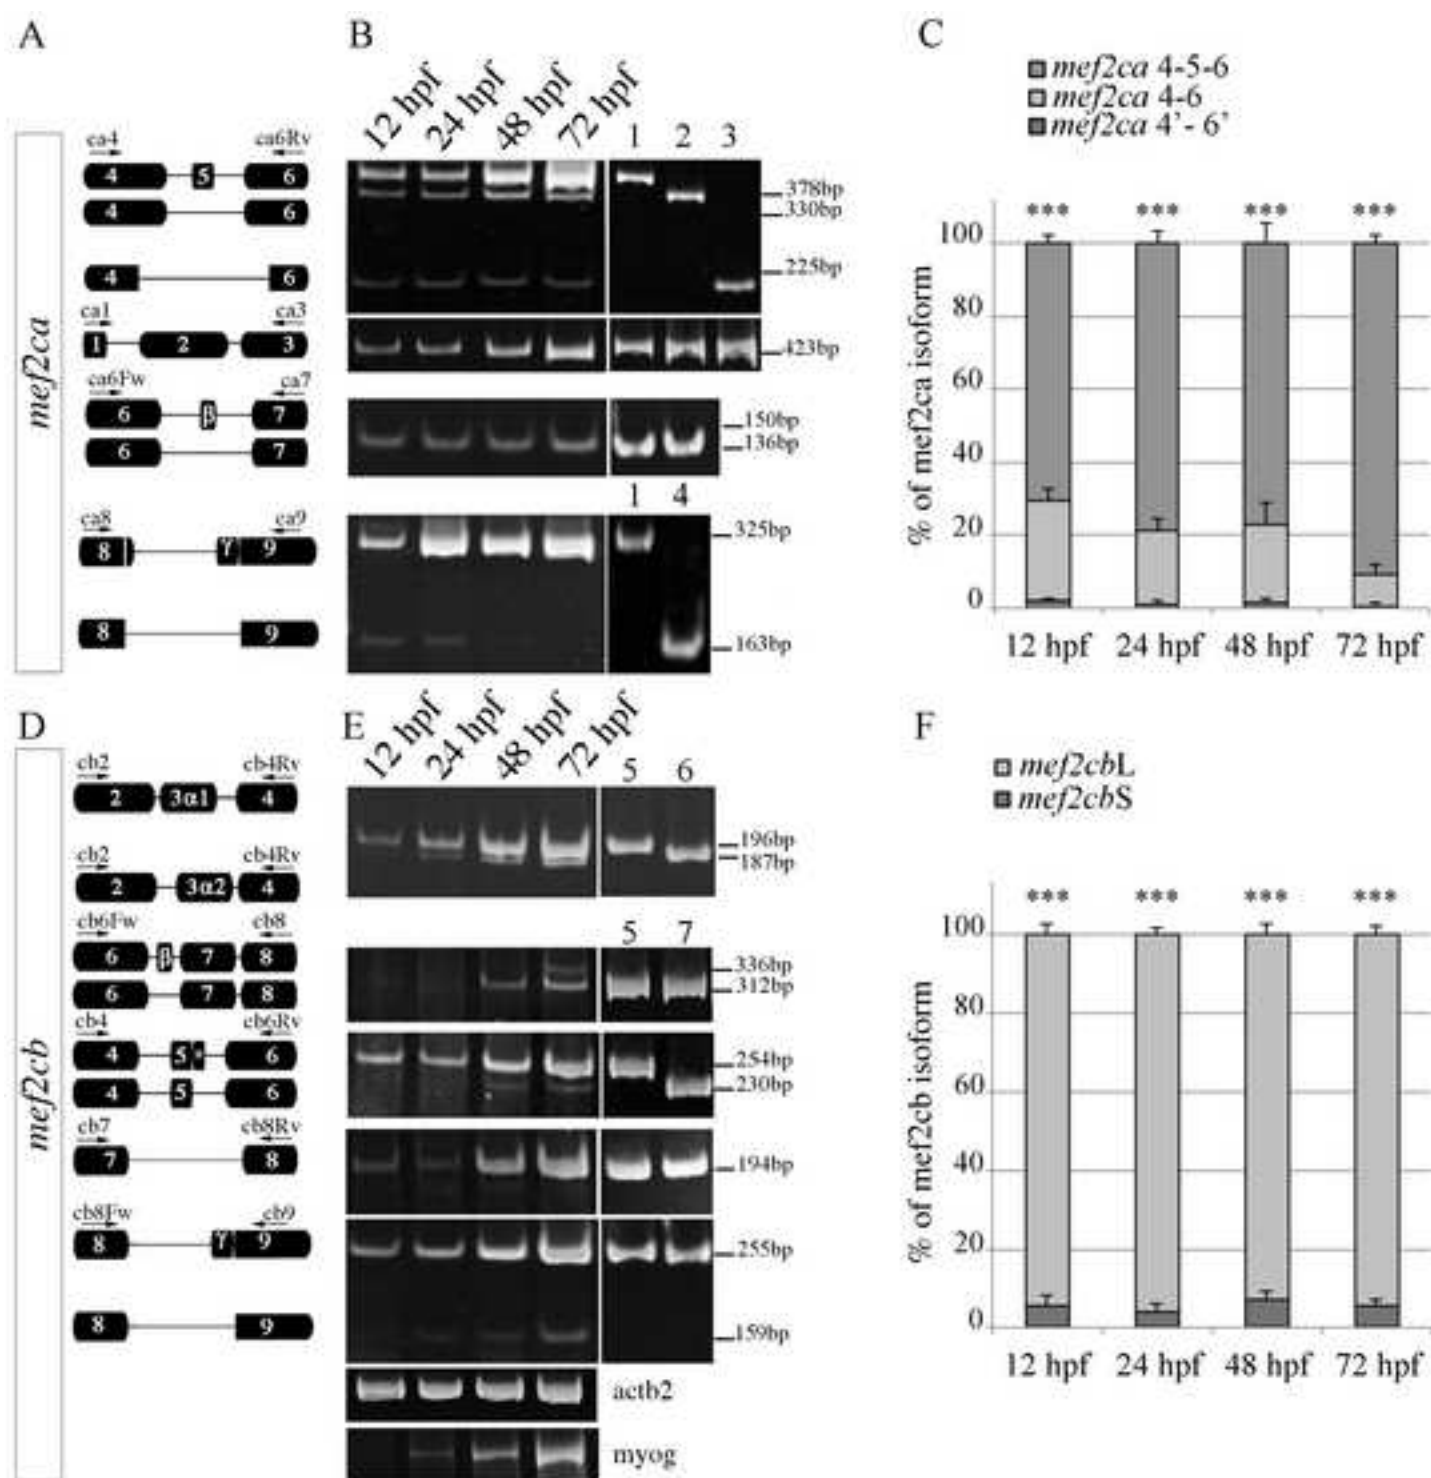 A
mef2ca
ca4 ca6Rv
4 5 6
4 6
4 6
ca1 ca3
1 2 3
ca6Fw ca7
6 β 7
6 7
ca8 ca9
8 γ 9
8 9
B
12 hpf 24 hpf 48 hpf 72 hpf
1 2 3
378bp
330bp
225bp
423bp
150bp
136bp
1 4
325bp
163bp
C
mef2ca 4-5-6
mef2ca 4-6
mef2ca 4’- 6’
% of mef2ca isoform
*** *** *** ***
100
80
60
40
20
0
12 hpf 24 hpf 48 hpf 72 hpf
D
mef2cb
cb2 cb4Rv
2 3α1 4
cb2 cb4Rv
2 3α2 4
cb6Fw cb8
6 β 7 8
6 7 8
cb4 cb6Rv
4 5 * 6
4 5 6
cb7 cb8Rv
7 8
cb8Fw cb9
8 γ 9
8 9
E
12 hpf 24 hpf 48 hpf 72 hpf
5 6
196bp
187bp
5 7
336bp
312bp
254bp
230bp
194bp
255bp
159bp
actb2
myog
F
mef2cbL
mef2cbS
% of mef2cb isoform
*** *** *** ***
100
80
60
40
20
0
12 hpf 24 hpf 48 hpf 72 hpf